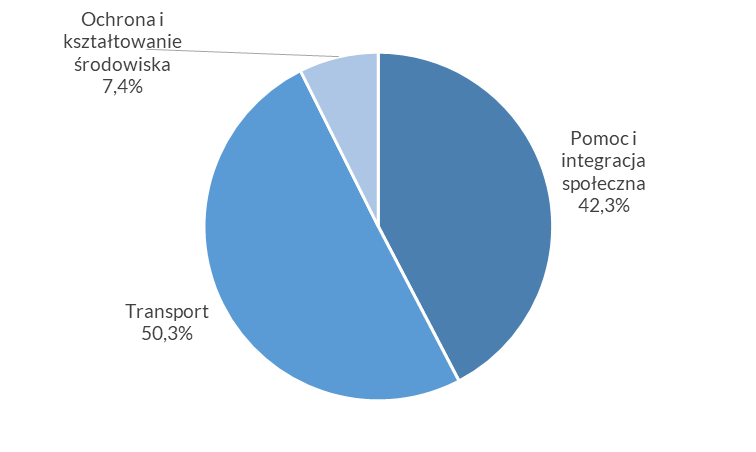 Ochrona i
kształtowanie
środowiska
7,4%
Pomoc i
integracja
społeczna
42,3%
Transport
50,3%